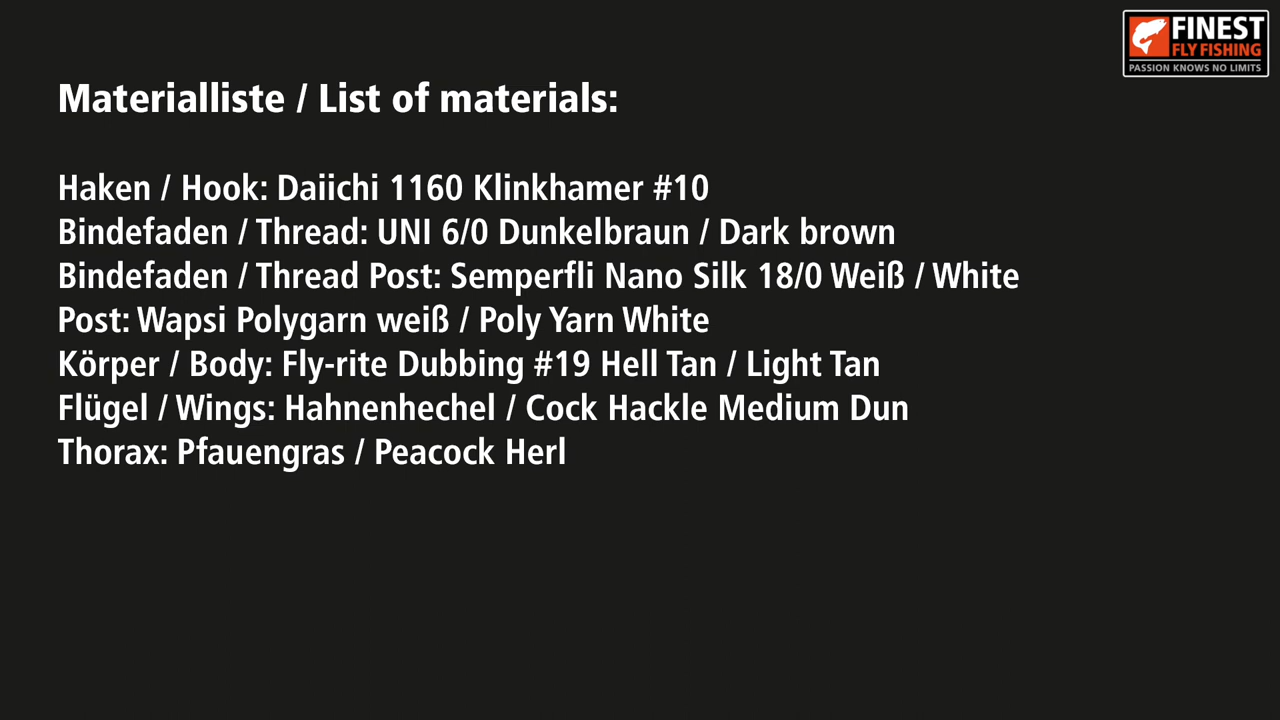 FINEST
FLY FISHING
PASSION KNOWS NO LIMITS
Materialliste / List of materials:
Haken / Hook: Daiichi 1160 Klinkhamer #10
Bindefaden / Thread: UNI 6/0 Dunkelbraun / Dark brown
Bindefaden / Thread Post: Semperfli Nano Silk 18/0 Weiß / White
Post: Wapsi Polygarn weiß / Poly Yarn White
Körper / Body: Fly-rite Dubbing #19 Hell Tan / Light Tan
Flügel / Wings: Hahnenhechel / Cock Hackle Medium Dun
Thorax: Pfauengras / Peacock Herl